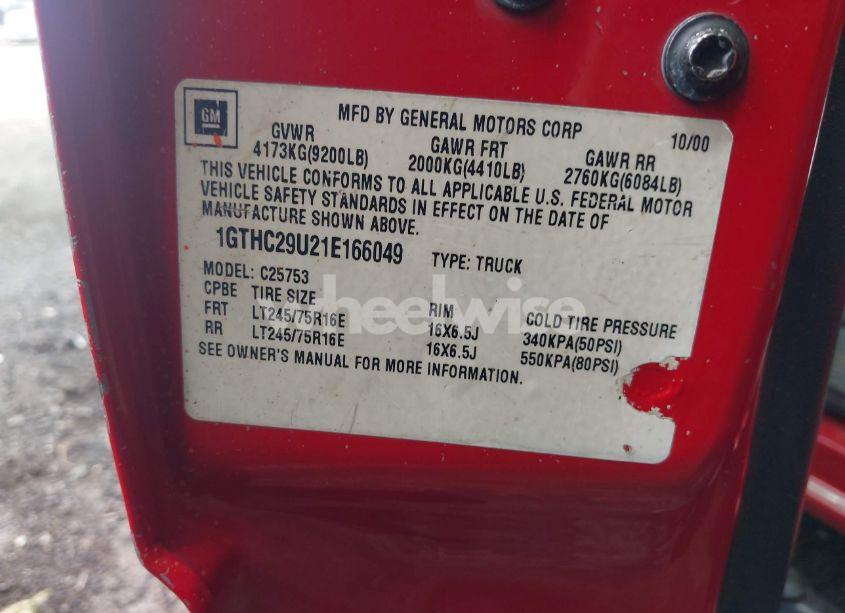 GM
MFD BY GENERAL MOTORS CORP 10/00
GVWR GAWR FRT GAWR RR
4173KG(9200LB) 2000KG(4410LB) 2760KG(6084LB)
THIS VEHICLE CONFORMS TO ALL APPLICABLE U.S. FEDERAL MOTOR
VEHICLE SAFETY STANDARDS IN EFFECT ON THE DATE OF
MANUFACTURE SHOWN ABOVE.
1GTHC29U21E166049 TYPE: TRUCK
MODEL: C25753
CPBE TIRE SIZE RIM COLD TIRE PRESSURE
FRT LT245/75R16E 16X6.5J 340KPA(50PSI)
RR LT245/75R16E 16X6.5J 550KPA(80PSI)
SEE OWNER'S MANUAL FOR MORE INFORMATION.
wheelwise